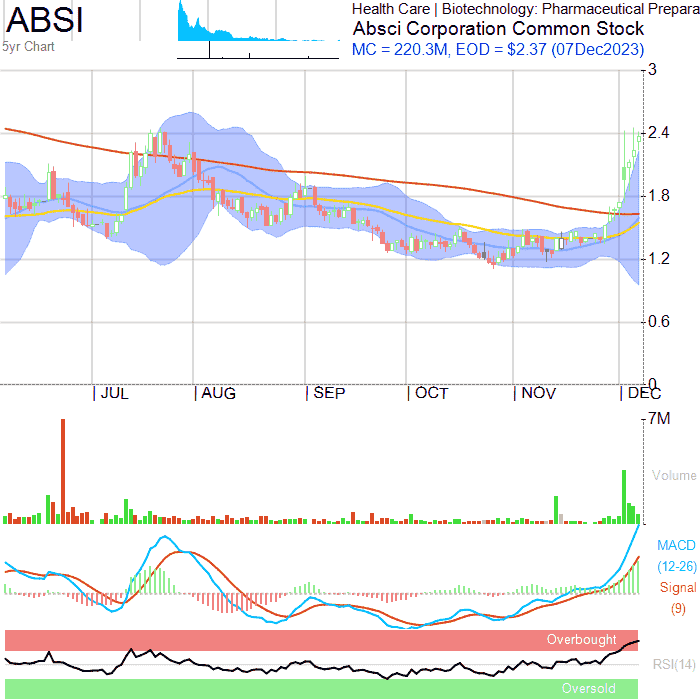 ABSI
5yr Chart
Health Care | Biotechnology: Pharmaceutical Prepara
Absci Corporation Common Stock
MC = 220.3M, EOD = $2.37 (07Dec2023)
3
2.4
1.8
1.2
0.6
0
JUL
AUG
SEP
OCT
NOV
DEC
7M
Volume
MACD
(12-26)
Signal
(9)
Overbought
RSI(14)
Oversold